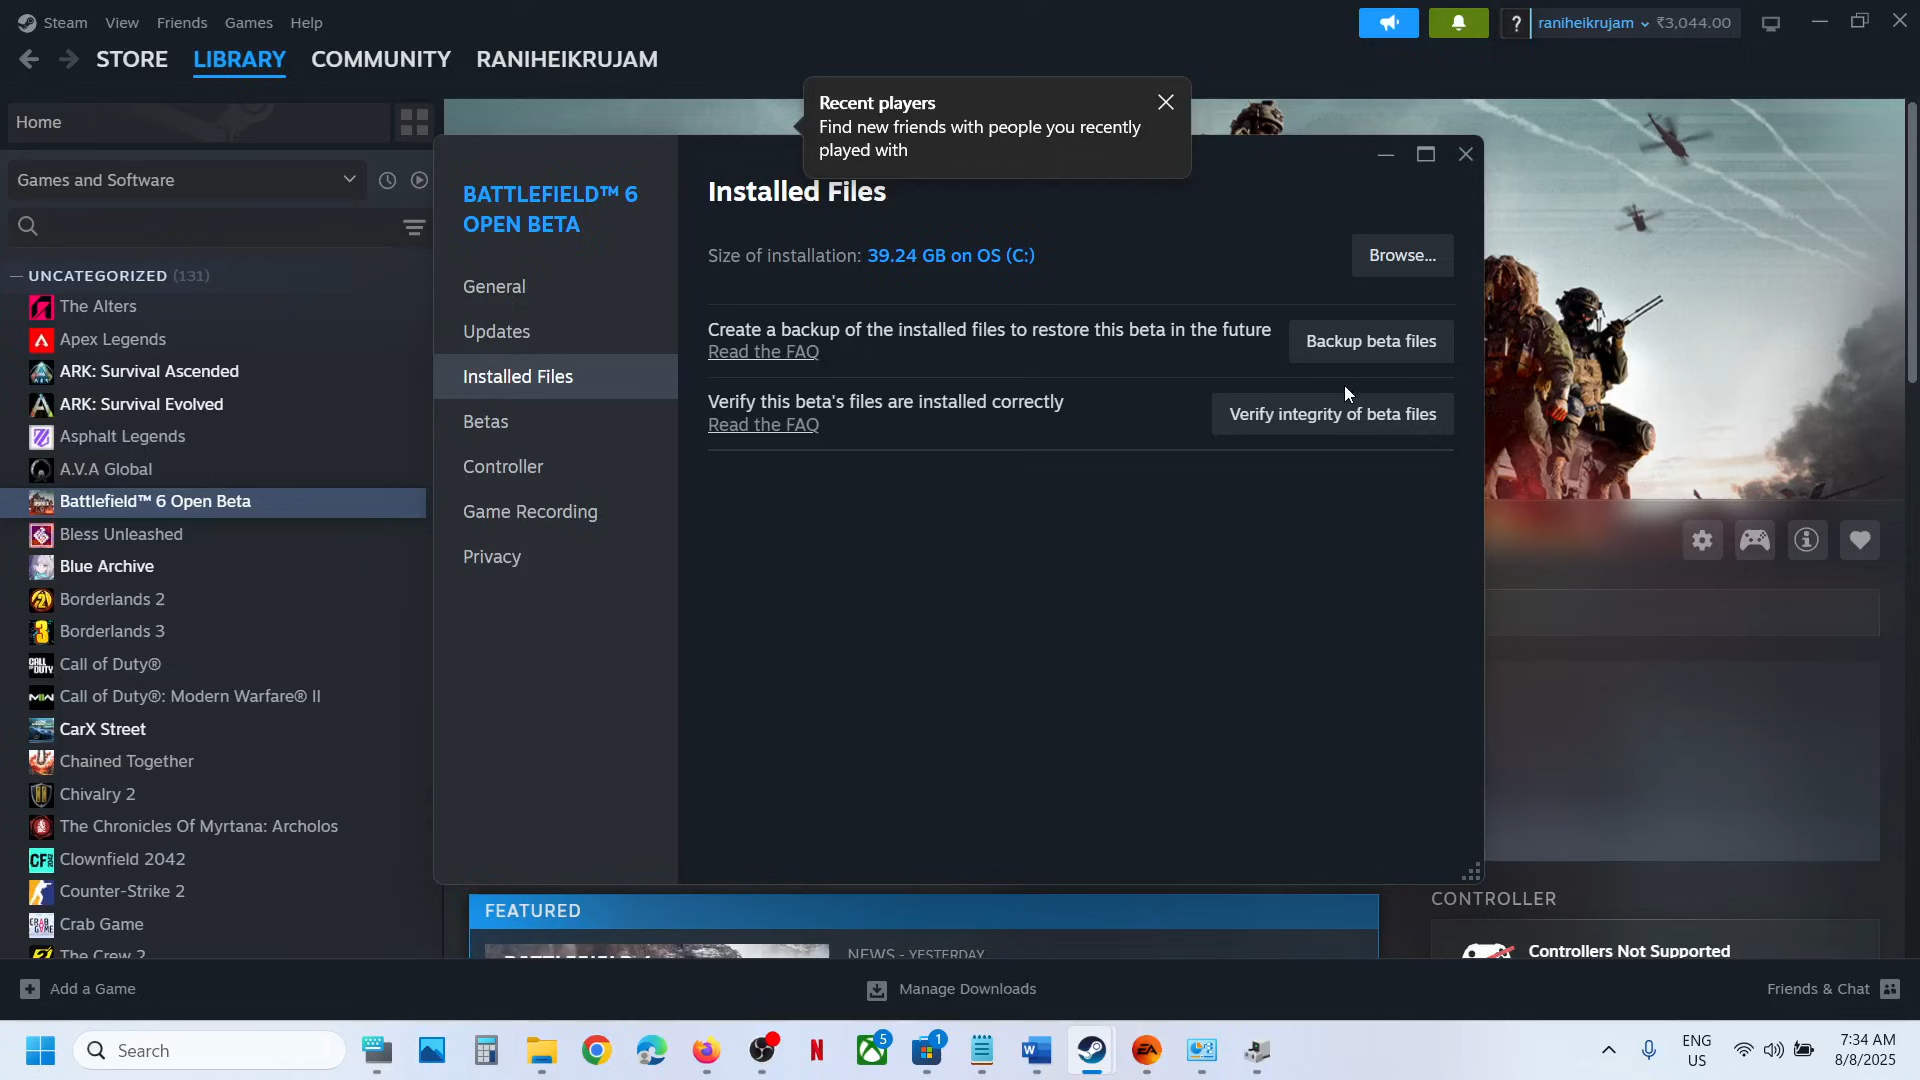 Steam View Friends Games Help
? raniheikrujam ₹3,044.00
STORE LIBRARY COMMUNITY RANIHEIKRUJAM
Recent players
Find new friends with people you recently
played with
Home
Games and Software
UNCATEGORIZED (131)
The Alters
Apex Legends
ARK: Survival Ascended
ARK: Survival Evolved
Asphalt Legends
A.V.A Global
Battlefield™ 6 Open Beta
Bless Unleashed
Blue Archive
Borderlands 2
Borderlands 3
Call of Duty®
Call of Duty®: Modern Warfare® II
CarX Street
Chained Together
Chivalry 2
The Chronicles Of Myrtana: Archolos
Clownfield 2042
Counter-Strike 2
Crab Game
The Crew 2
BATTLEFIELD™ 6
OPEN BETA
General
Updates
Installed Files
Betas
Controller
Game Recording
Privacy
Installed Files
Size of installation: 39.24 GB on OS (C:)
Browse...
Create a backup of the installed files to restore this beta in the future
Read the FAQ
Backup beta files
Verify this beta's files are installed correctly
Read the FAQ
Verify integrity of beta files
FEATURED
NEWS - YESTERDAY
CONTROLLER
Controllers Not Supported
Add a Game
Manage Downloads
Friends & Chat
Search
5
1
ENG
US
7:34 AM
8/8/2025